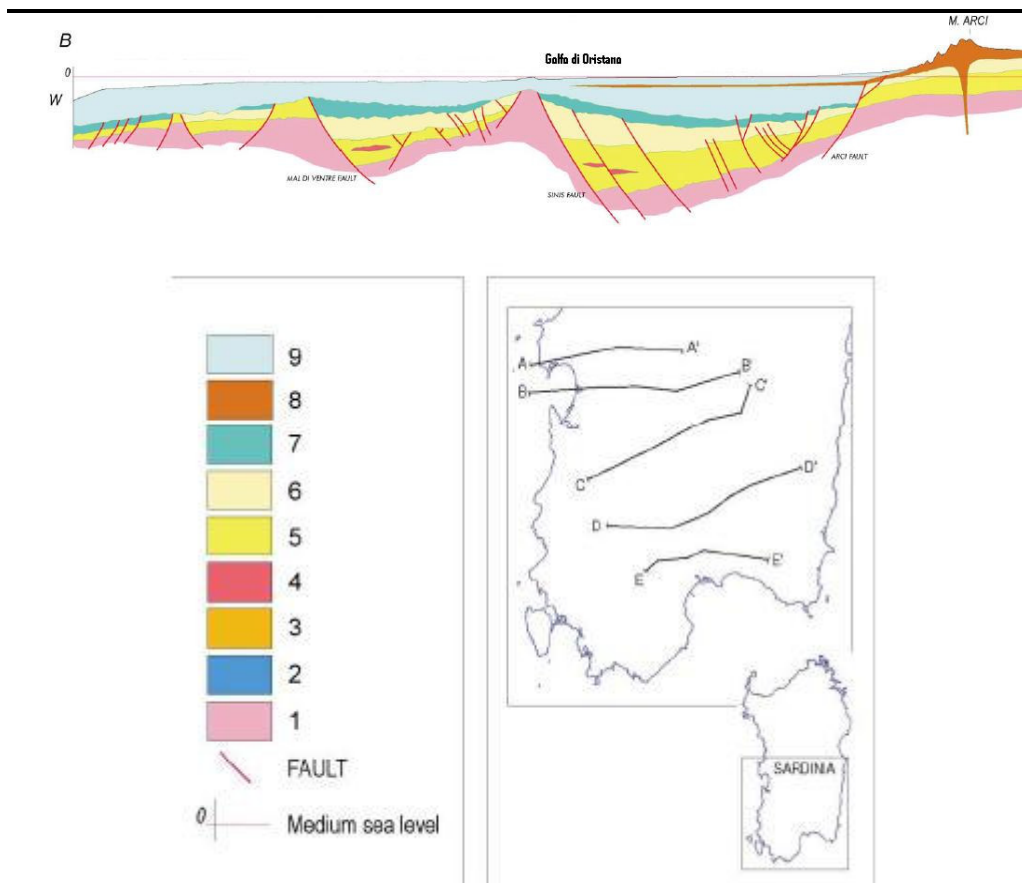 M. ARCI
B
Golfo di Oristano
0
W
MAL DI VENTRE FAULT
SINIS FAULT
ARCI FAULT
9
8
7
6
5
4
3
2
1
FAULT
0 Medium sea level
A A'
B B'
C'
C
D'
D
E E'
SARDINIA